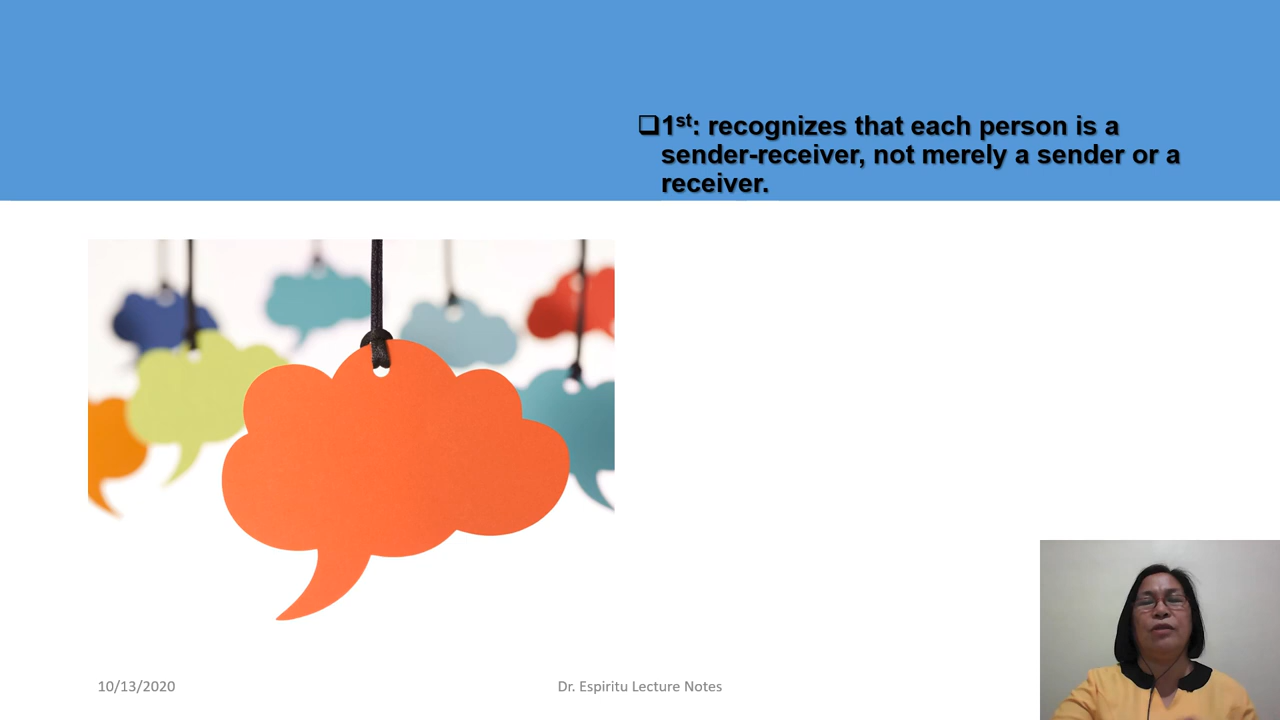 ❑1st: recognizes that each person is a
sender-receiver, not merely a sender or a
receiver.
10/13/2020
Dr. Espiritu Lecture Notes